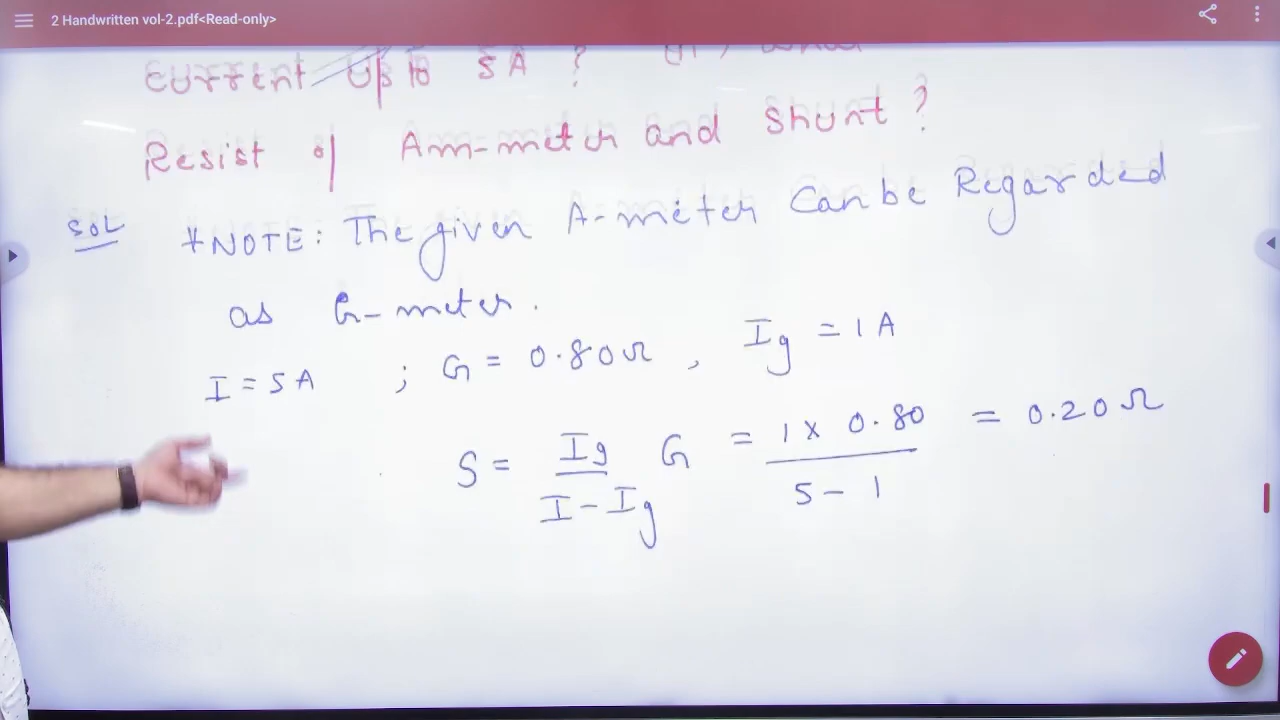 2 Handwritten vol-2.pdf<Read-only>
Current Up to 5A ?
Resist of Am-meter and Shunt ?
SOL *NOTE: The given A-meter Can be Regarded
as G-meter.
I = 5A ; G = 0.80Ω , Ig = 1A
S = Ig / I - Ig G = 1 x 0.80 / 5 - 1 = 0.20Ω